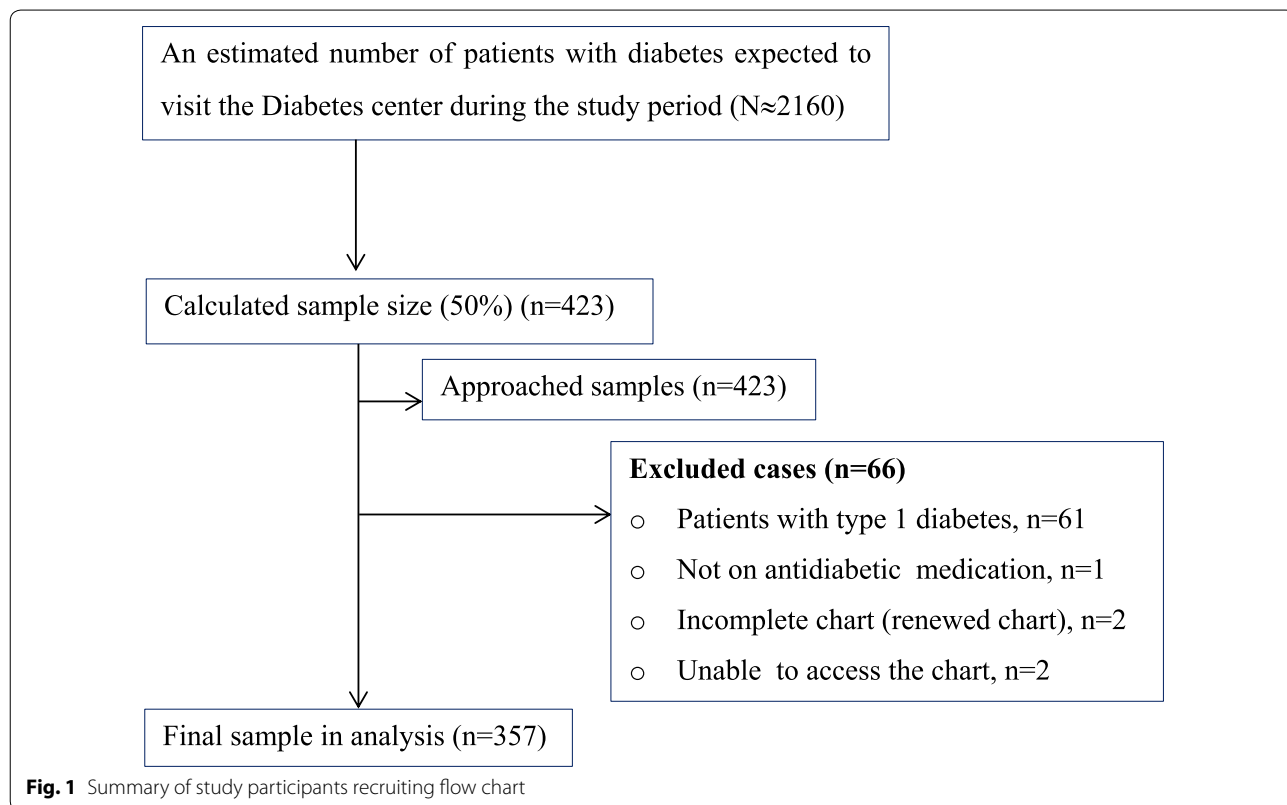 An estimated number of patients with diabetes expected to
visit the Diabetes center during the study period (N≈2160)
Calculated sample size (50%) (n=423)
Approached samples (n=423)
Excluded cases (n=66)
o Patients with type 1 diabetes, n=61
o Not on antidiabetic medication, n=1
o Incomplete chart (renewed chart), n=2
o Unable to access the chart, n=2
Final sample in analysis (n=357)
Fig. 1 Summary of study participants recruiting flow chart